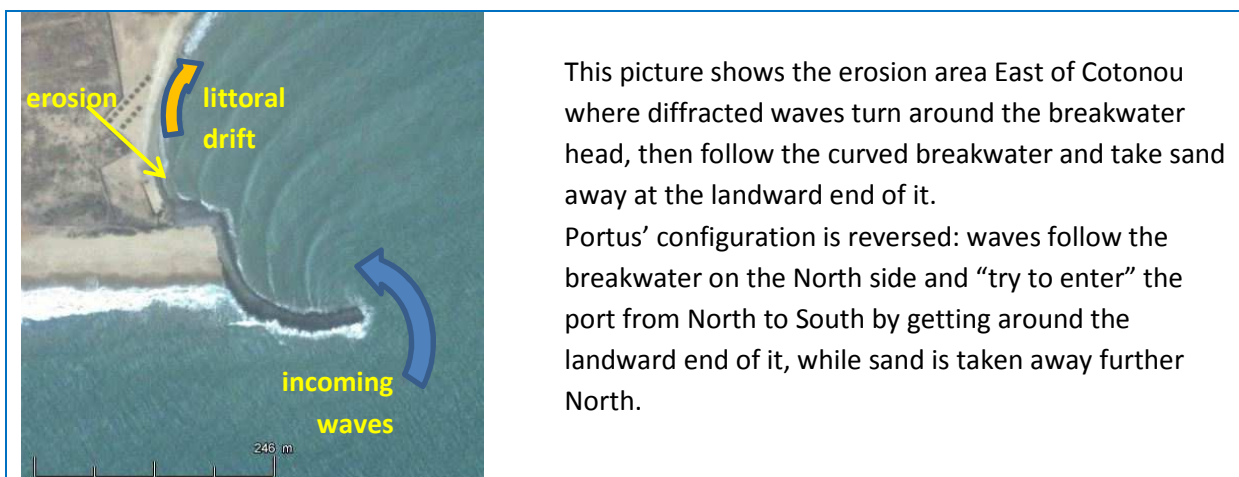 erosion
littoral
drift
incoming
waves
246 m
This picture shows the erosion area East of Cotonou
where diffracted waves turn around the breakwater
head, then follow the curved breakwater and take sand
away at the landward end of it.
Portus’ configuration is reversed: waves follow the
breakwater on the North side and “try to enter” the
port from North to South by getting around the
landward end of it, while sand is taken away further
North.